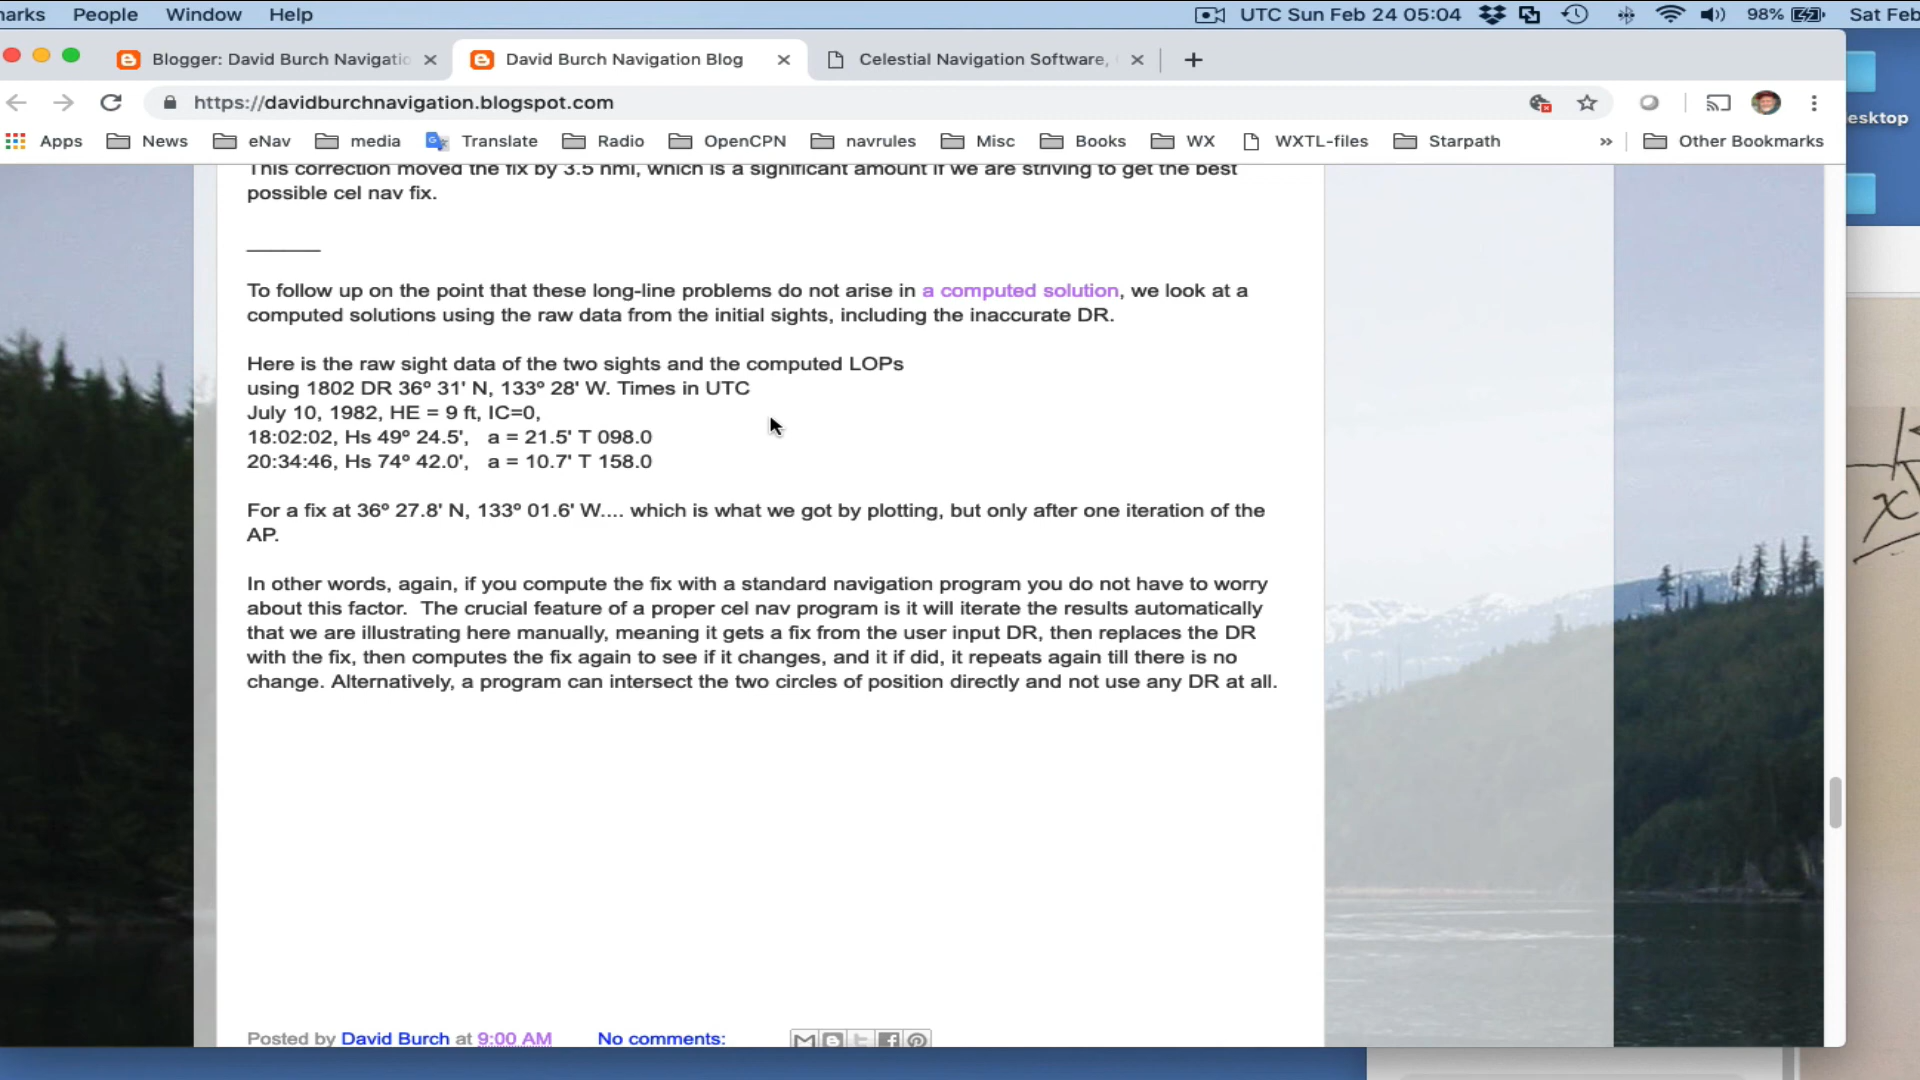 arks People Window Help UTC Sun Feb 24 05:04 98% Sat Feb
Blogger: David Burch Navigatio David Burch Navigation Blog Celestial Navigation Software,
https://davidburchnavigation.blogspot.com
esktop
Apps News eNav media Translate Radio OpenCPN navrules Misc Books WX WXTL-files Starpath » Other Bookmarks
This correction moved the fix by 3.5 nmi, which is a significant amount if we are striving to get the best
possible cel nav fix.
To follow up on the point that these long-line problems do not arise in a computed solution, we look at a
computed solutions using the raw data from the initial sights, including the inaccurate DR.
Here is the raw sight data of the two sights and the computed LOPs
using 1802 DR 36º 31' N, 133º 28' W. Times in UTC
July 10, 1982, HE = 9 ft, IC=0,
18:02:02, Hs 49º 24.5', a = 21.5' T 098.0
20:34:46, Hs 74º 42.0', a = 10.7' T 158.0
For a fix at 36º 27.8' N, 133º 01.6' W.... which is what we got by plotting, but only after one iteration of the
AP.
In other words, again, if you compute the fix with a standard navigation program you do not have to worry
about this factor. The crucial feature of a proper cel nav program is it will iterate the results automatically
that we are illustrating here manually, meaning it gets a fix from the user input DR, then replaces the DR
with the fix, then computes the fix again to see if it changes, and it if did, it repeats again till there is no
change. Alternatively, a program can intersect the two circles of position directly and not use any DR at all.
Posted by David Burch at 9:00 AM No comments: